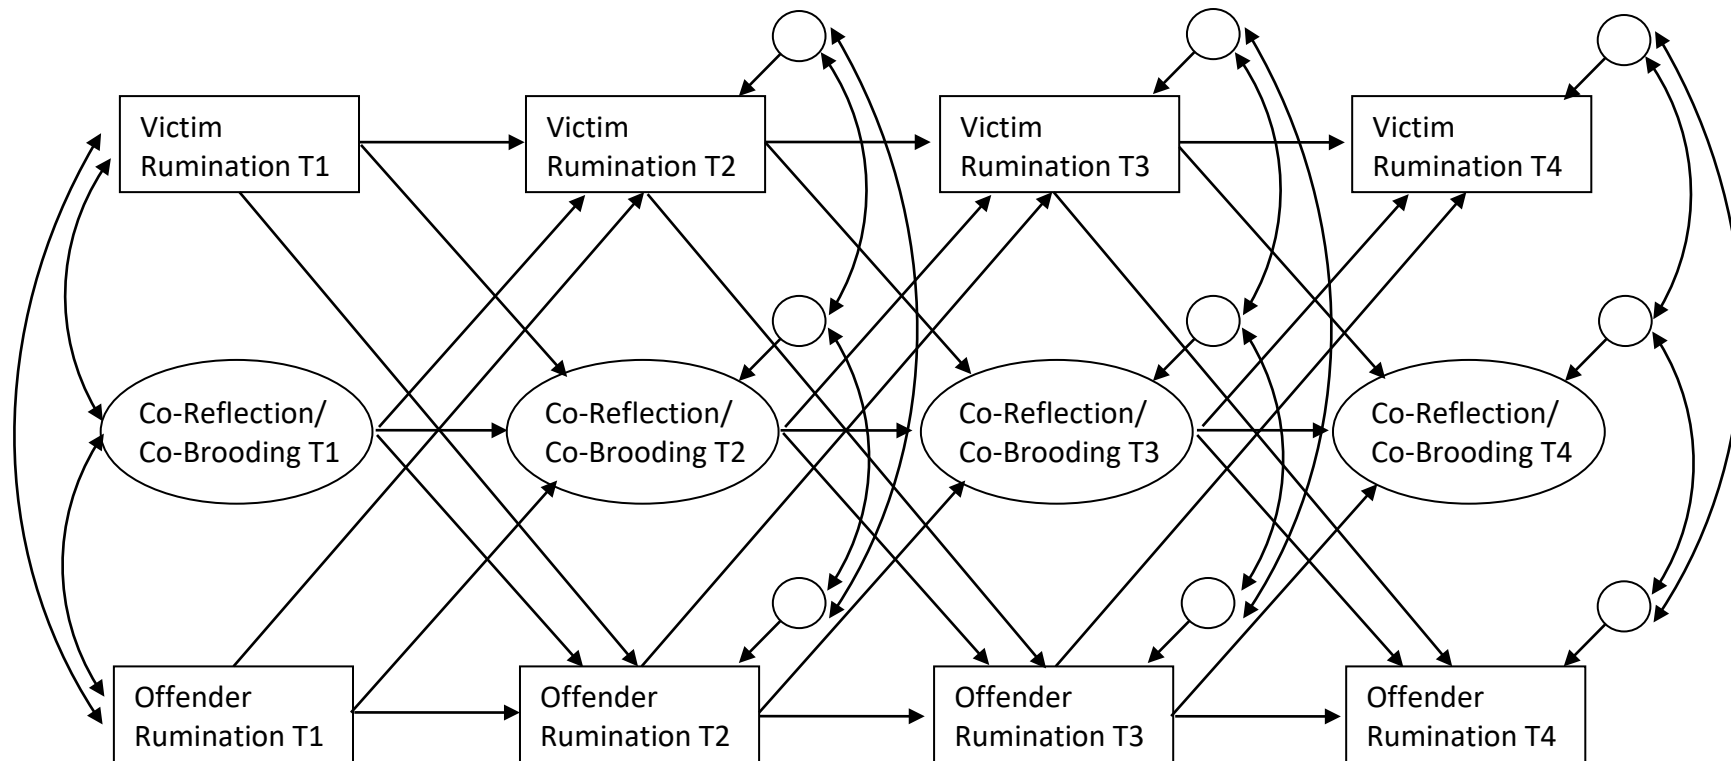 Victim
Rumination T1
Victim
Rumination T2
Victim
Rumination T3
Victim
Rumination T4
Co-Reflection/
Co-Brooding T1
Co-Reflection/
Co-Brooding T2
Co-Reflection/
Co-Brooding T3
Co-Reflection/
Co-Brooding T4
Offender
Rumination T1
Offender
Rumination T2
Offender
Rumination T3
Offender
Rumination T4